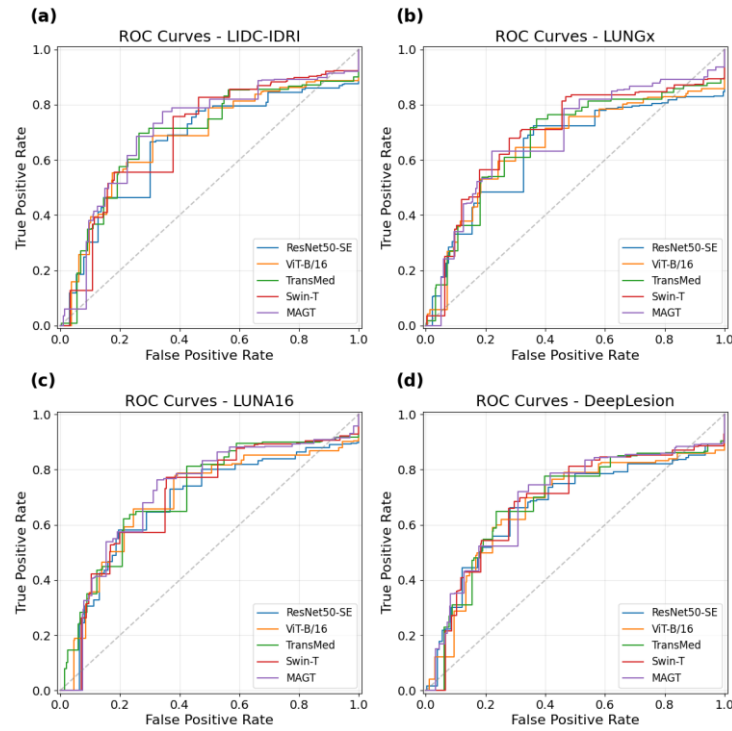 (a)
ROC Curves - LIDC-IDRI
True Positive Rate
1.0
0.8
0.6
0.4
0.2
0.0
ResNet50-SE
ViT-B/16
TransMed
Swin-T
MAGT
0.0 0.2 0.4 0.6 0.8 1.0
False Positive Rate
(b)
ROC Curves - LUNGx
True Positive Rate
1.0
0.8
0.6
0.4
0.2
0.0
ResNet50-SE
ViT-B/16
TransMed
Swin-T
MAGT
0.0 0.2 0.4 0.6 0.8 1.0
False Positive Rate
(c)
ROC Curves - LUNA16
True Positive Rate
1.0
0.8
0.6
0.4
0.2
0.0
ResNet50-SE
ViT-B/16
TransMed
Swin-T
MAGT
0.0 0.2 0.4 0.6 0.8 1.0
False Positive Rate
(d)
ROC Curves - DeepLesion
True Positive Rate
1.0
0.8
0.6
0.4
0.2
0.0
ResNet50-SE
ViT-B/16
TransMed
Swin-T
MAGT
0.0 0.2 0.4 0.6 0.8 1.0
False Positive Rate